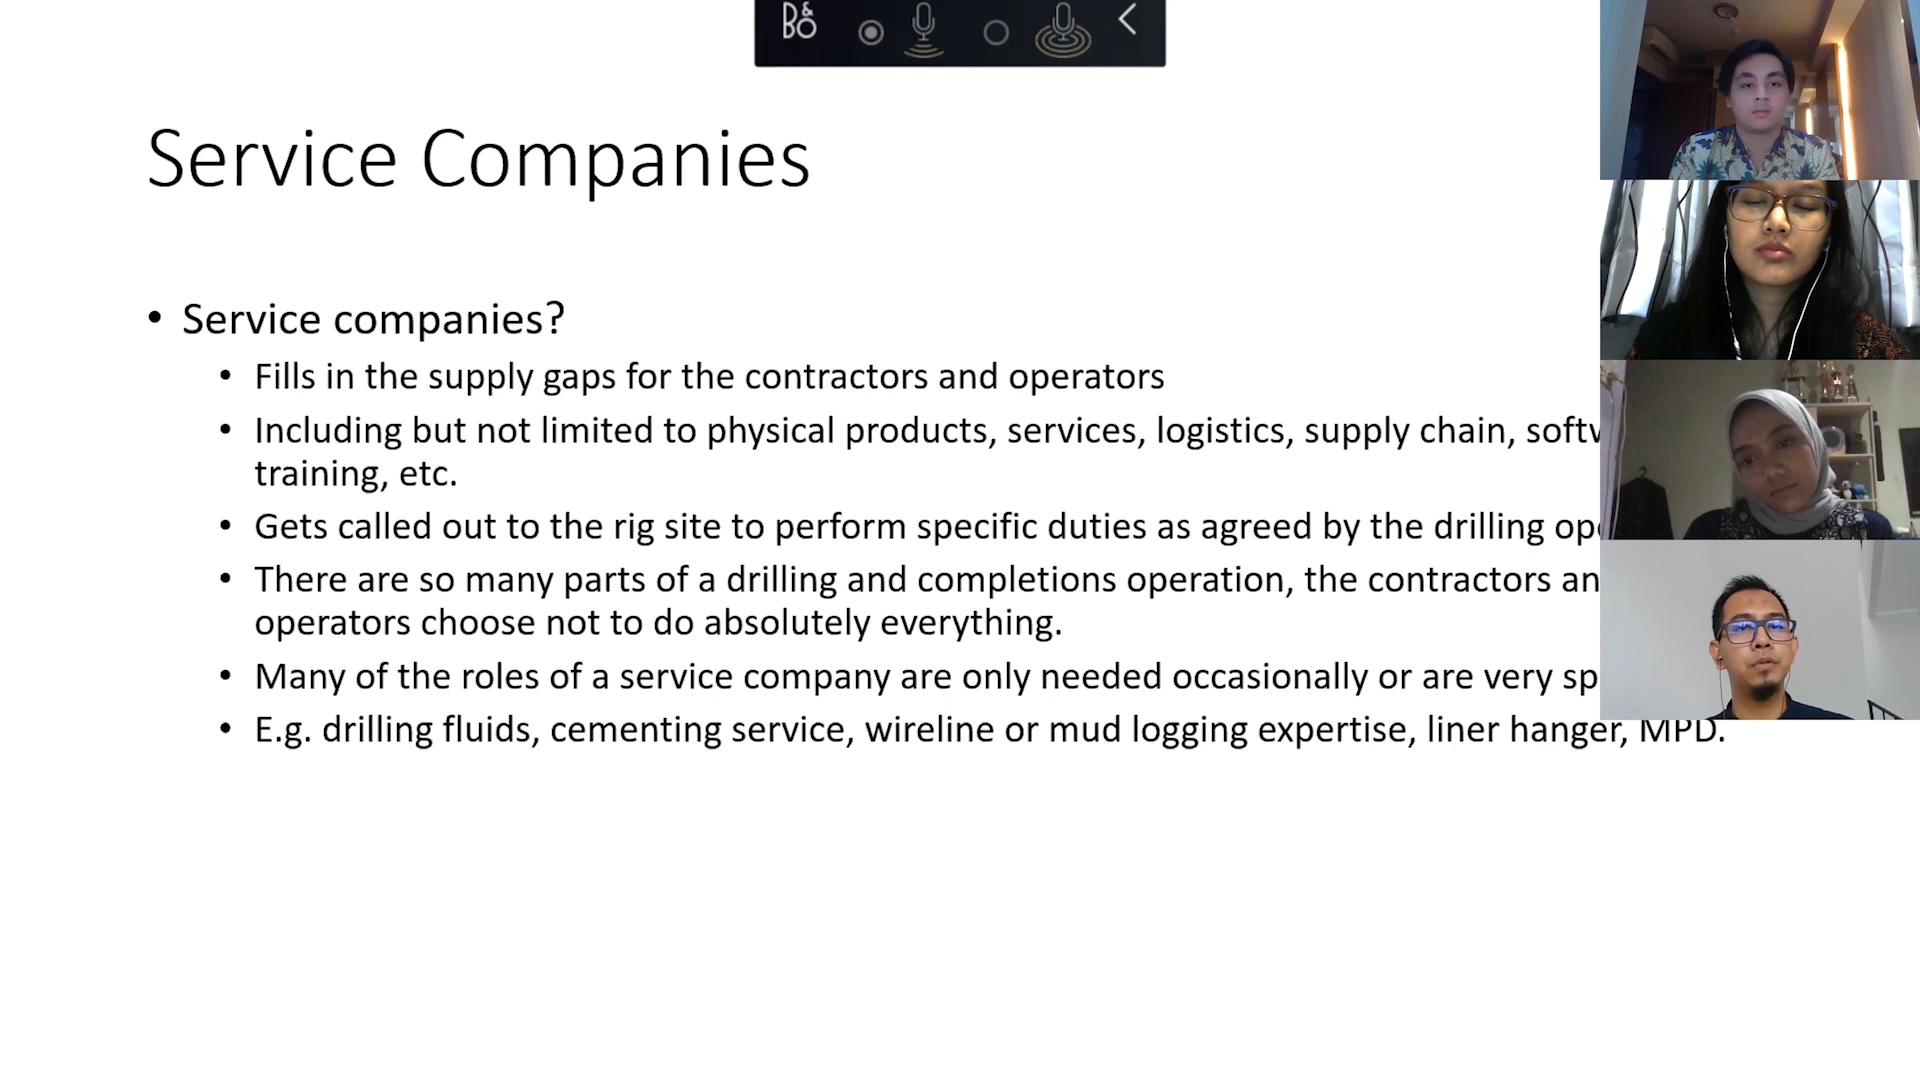 B&O
Service Companies
• Service companies?
• Fills in the supply gaps for the contractors and operators
• Including but not limited to physical products, services, logistics, supply chain,
training, etc.
• Gets called out to the rig site to perform specific duties as agreed by the drilling
• There are so many parts of a drilling and completions operation, the contractors
operators choose not to do absolutely everything.
• Many of the roles of a service company are only needed occasionally or are very
• E.g. drilling fluids, cementing service, wireline or mud logging expertise, liner hanger, MPD.